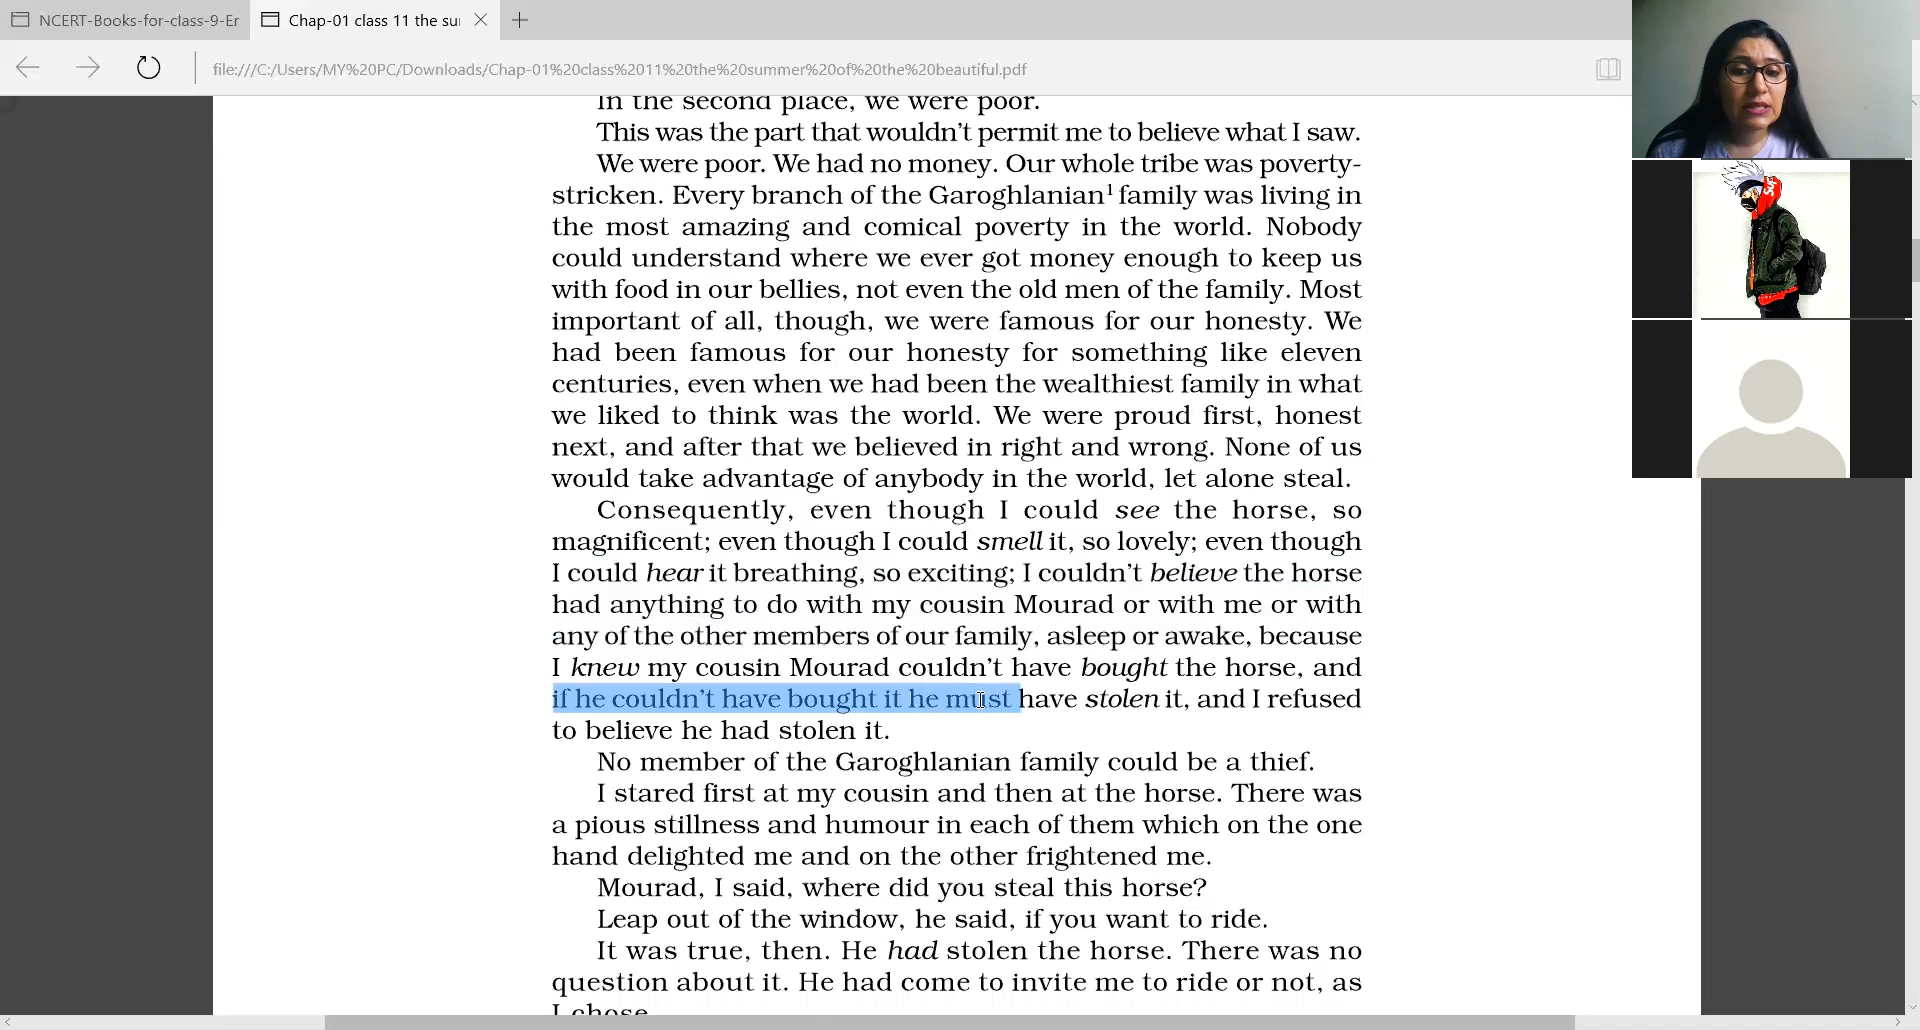 NCERT-Books-for-class-9-Er
Chap-01 class 11 the su
file:///C:/Users/MY%20PC/Downloads/Chap-01%20class%2011%20the%20summer%20of%20the%20beautiful.pdf
In the second place, we were poor.
This was the part that wouldn't permit me to believe what I saw.
We were poor. We had no money. Our whole tribe was poverty-
stricken. Every branch of the Garoghlanian¹ family was living in
the most amazing and comical poverty in the world. Nobody
could understand where we ever got money enough to keep us
with food in our bellies, not even the old men of the family. Most
important of all, though, we were famous for our honesty. We
had been famous for our honesty for something like eleven
centuries, even when we had been the wealthiest family in what
we liked to think was the world. We were proud first, honest
next, and after that we believed in right and wrong. None of us
would take advantage of anybody in the world, let alone steal.
Consequently, even though I could see the horse, so
magnificent; even though I could smell it, so lovely; even though
I could hear it breathing, so exciting; I couldn't believe the horse
had anything to do with my cousin Mourad or with me or with
any of the other members of our family, asleep or awake, because
I knew my cousin Mourad couldn't have bought the horse, and
if he couldn't have bought it he must have stolen it, and I refused
to believe he had stolen it.
No member of the Garoghlanian family could be a thief.
I stared first at my cousin and then at the horse. There was
a pious stillness and humour in each of them which on the one
hand delighted me and on the other frightened me.
Mourad, I said, where did you steal this horse?
Leap out of the window, he said, if you want to ride.
It was true, then. He had stolen the horse. There was no
question about it. He had come to invite me to ride or not, as
I chose.